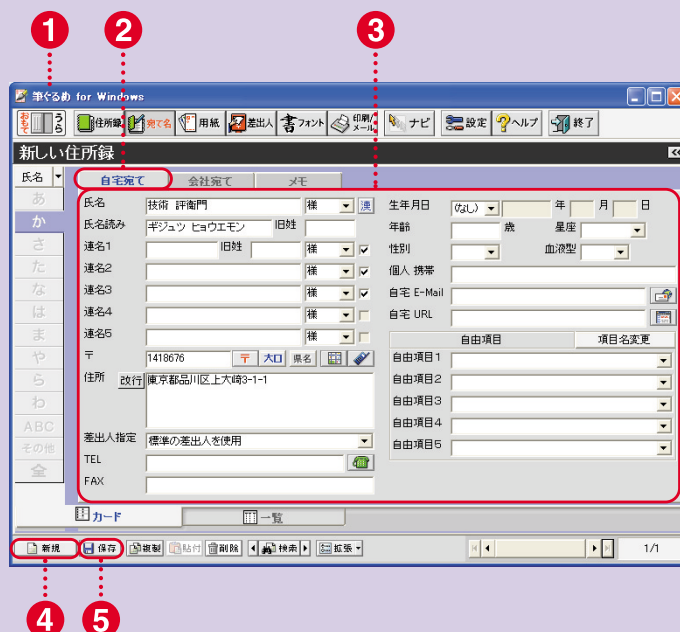 1 2 3
筆ぐるめ for Windows
おもて うら 住所録 宛て名 用紙 差出人 書 フォント 印刷/メール ナビ 設定 ヘルプ 終了
新しい住所録
氏名 自宅宛て 会社宛て メモ
あ
か
さ
た
な
は
ま
や
ら
わ
ABC
その他
全
氏名 技術 評衛門 様 漢
氏名読み ギジュツ ヒョウエモン 旧姓
連名1 旧姓 様
連名2 様
連名3 様
連名4 様
連名5 様
〒 1418676 〒 大口 県名
住所 改行 東京都品川区上大崎3-1-1
差出人指定 標準の差出人を使用
TEL
FAX
生年月日 (なし) 年 月 日
年齢 歳 星座
性別 血液型
個人 携帯
自宅 E-Mail
自宅 URL
自由項目 項目名変更
自由項目1
自由項目2
自由項目3
自由項目4
自由項目5
カード 一覧
新規 保存 複製 貼付 削除 検索 拡張 1/1
4 5